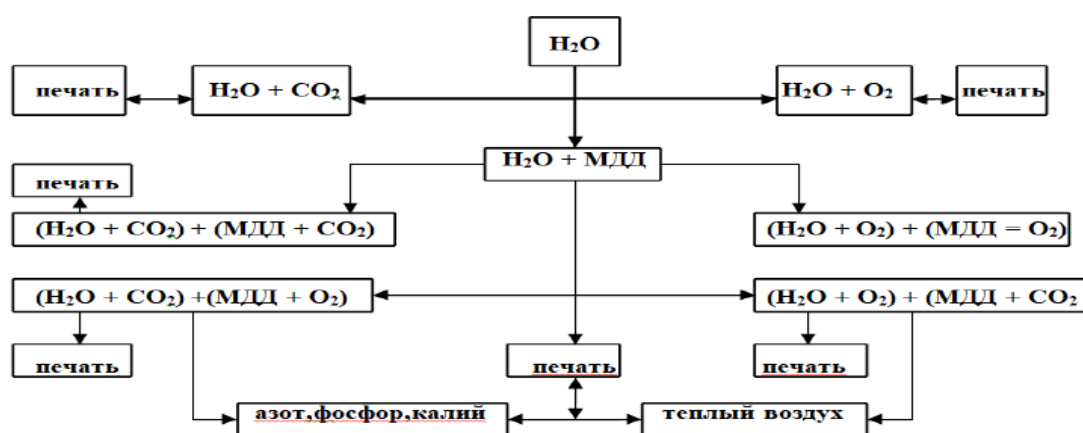 H₂O
печать
H₂O + CO₂
H₂O + O₂
печать
H₂O + МДД
печать
(H₂O + CO₂) + (МДД + CO₂)
(H₂O + O₂) + (МДД = O₂)
(H₂O + CO₂) +(МДД + O₂)
(H₂O + O₂) + (МДД + CO₂
печать
печать
печать
азот,фосфор,калий
теплый воздух